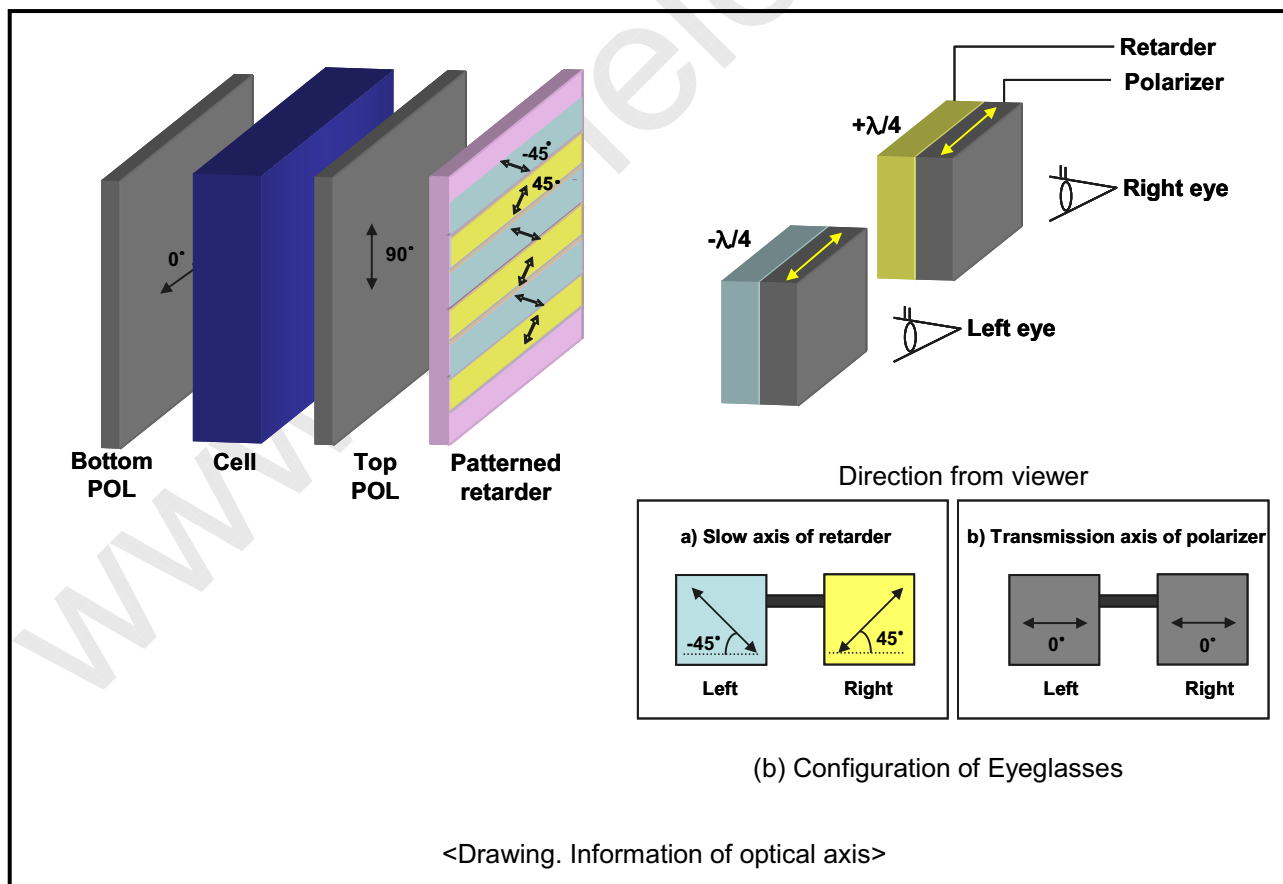 Retarder
Polarizer
+λ/4
Right eye
-λ/4
Left eye
-45°
45°
0°
90°
Bottom
POL
Cell
Top
POL
Patterned
retarder
Direction from viewer
a) Slow axis of retarder
-45°
45°
Left
Right
b) Transmission axis of polarizer
0°
0°
Left
Right
(b) Configuration of Eyeglasses
<Drawing. Information of optical axis>